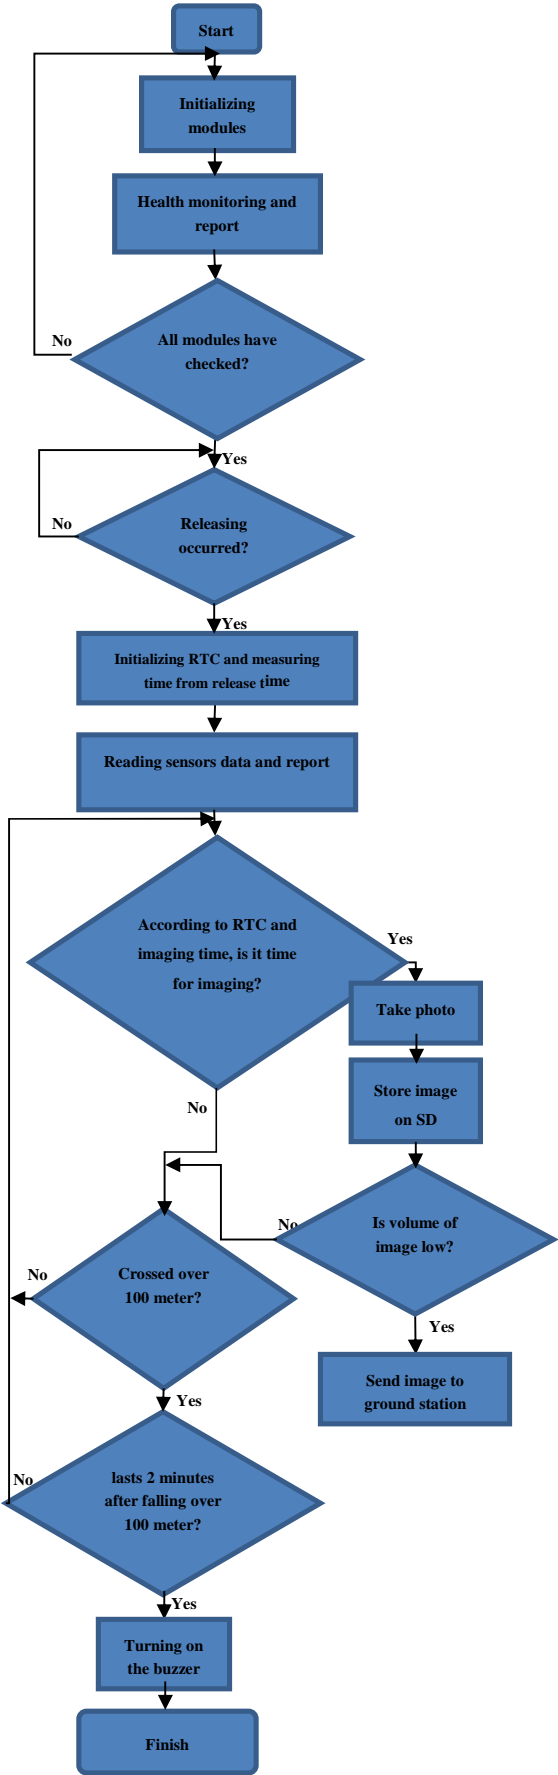 Start
Initializing
modules
Health monitoring and
report
No
All modules have
checked?
Yes
No
Releasing
occurred?
Yes
Initializing RTC and measuring
time from release time
Reading sensors data and report
According to RTC and
imaging time, is it time
for imaging?
Yes
Take photo
Store image
on SD
No
No
Is volume of
image low?
No
Crossed over
100 meter?
Yes
Send image to
ground station
Yes
No
lasts 2 minutes
after falling over
100 meter?
Yes
Turning on
the buzzer
Finish